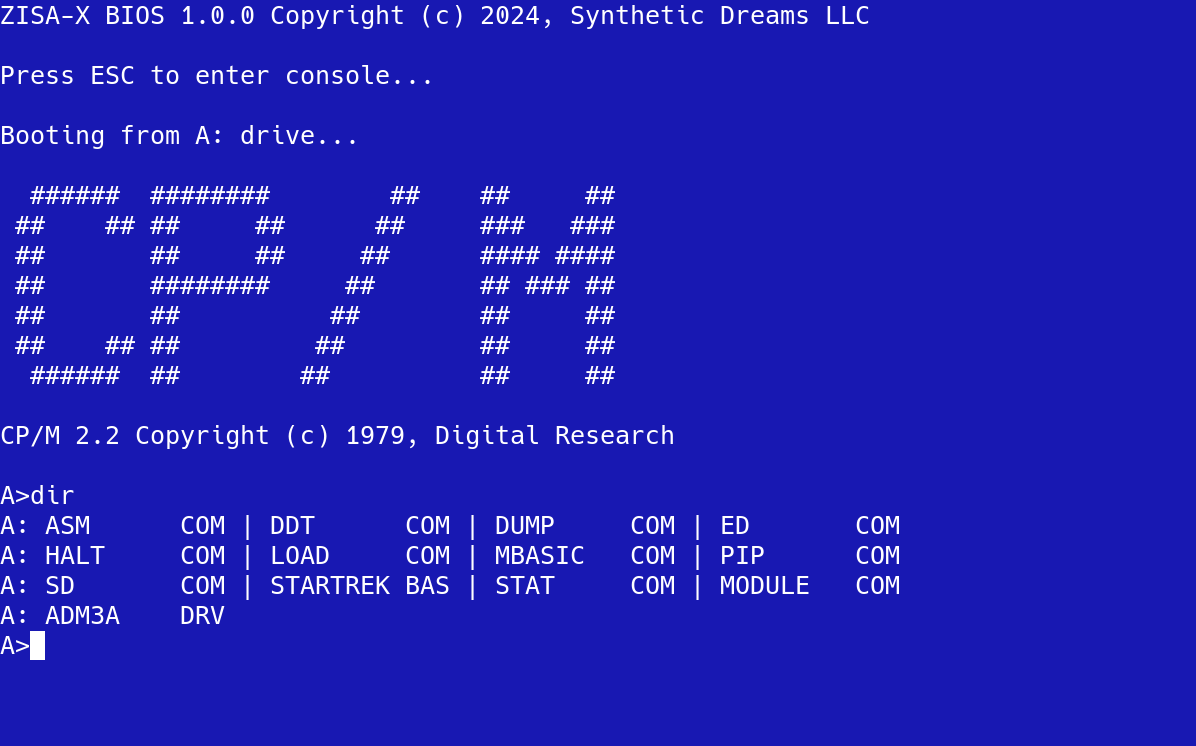 ZISA-X BIOS 1.0.0 Copyright (c) 2024, Synthetic Dreams LLC
Press ESC to enter console...
Booting from A: drive...
  ######  ########        ##    ##     ##
 ##    ## ##     ##      ##     ###   ###
 ##       ##     ##     ##      #### ####
 ##       ########     ##       ## ### ##
 ##       ##          ##        ##     ##
 ##    ## ##         ##         ##     ##
  ######  ##        ##          ##     ##
CP/M 2.2 Copyright (c) 1979, Digital Research
A>dir
A: ASM      COM | DDT      COM | DUMP     COM | ED       COM
A: HALT     COM | LOAD     COM | MBASIC   COM | PIP      COM
A: SD       COM | STARTREK BAS | STAT     COM | MODULE   COM
A: ADM3A    DRV
A>